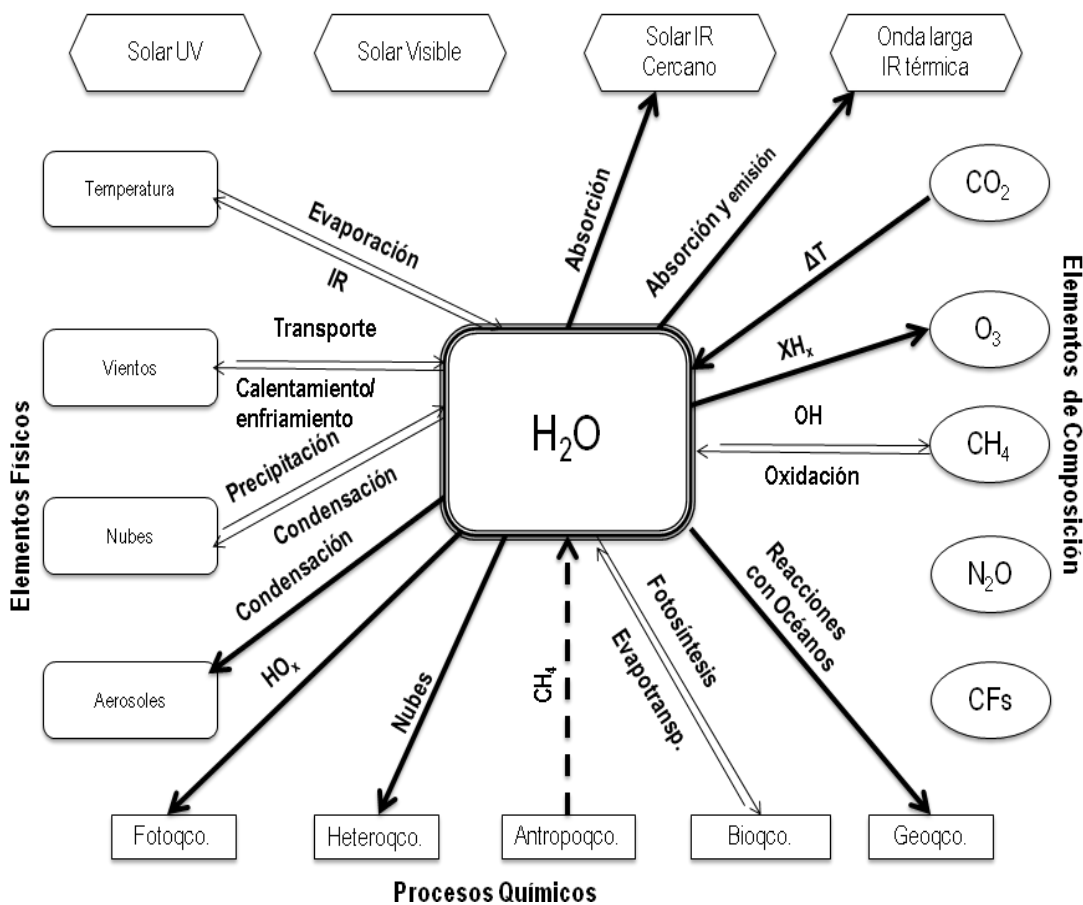 Solar UV
Solar Visible
Solar IR
Cercano
Onda larga
IR térmica
Temperatura
Evaporación
IR
Absorción
Absorción y emisión
CO₂
ΔT
Vientos
Transporte
Calentamiento/
enfriamiento
H₂O
XHₓ
O₃
OH
Oxidación
CH₄
Nubes
Precipitación
Condensación
Condensación
N₂O
Aerosoles
HOₓ
Nubes
CH₄
Fotosíntesis
Evapotransp.
Reacciones
con Océanos
CFs
Fotoqco.
Heteroqco.
Antropoqco.
Bioqco.
Geoqco.
Elementos Físicos
Elementos de Composición
Procesos Químicos